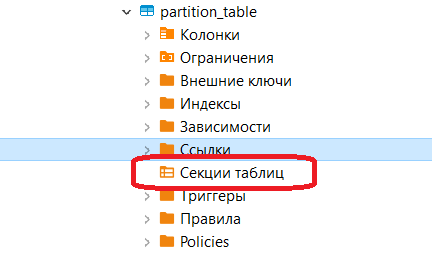 partition_table
Колонки
Ограничения
Внешние ключи
Индексы
Зависимости
Ссылки
Секции таблиц
Триггеры
Правила
Policies